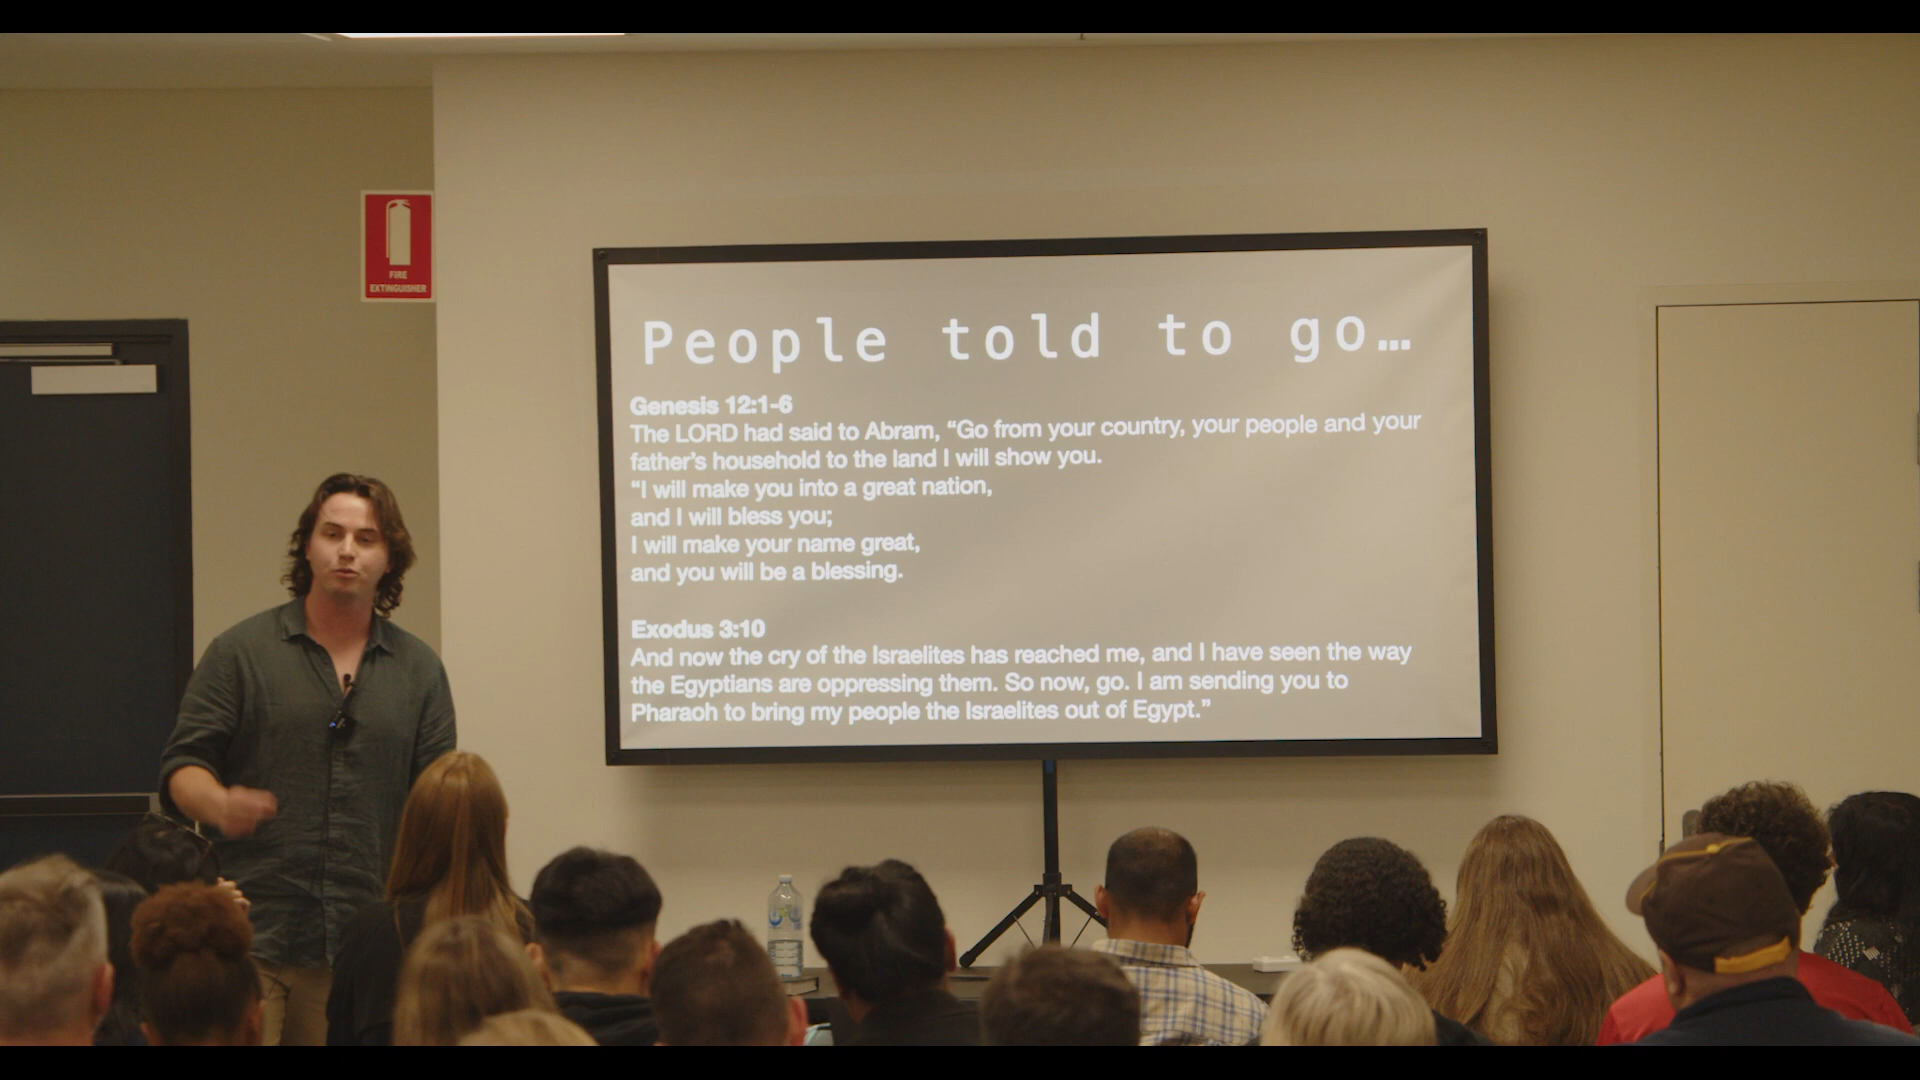 FIRE
EXTINGUISHER
People told to go…
Genesis 12:1-6
The LORD had said to Abram, “Go from your country, your people and your
father’s household to the land I will show you.
“I will make you into a great nation,
and I will bless you;
I will make your name great,
and you will be a blessing.
Exodus 3:10
And now the cry of the Israelites has reached me, and I have seen the way
the Egyptians are oppressing them. So now, go. I am sending you to
Pharaoh to bring my people the Israelites out of Egypt.”